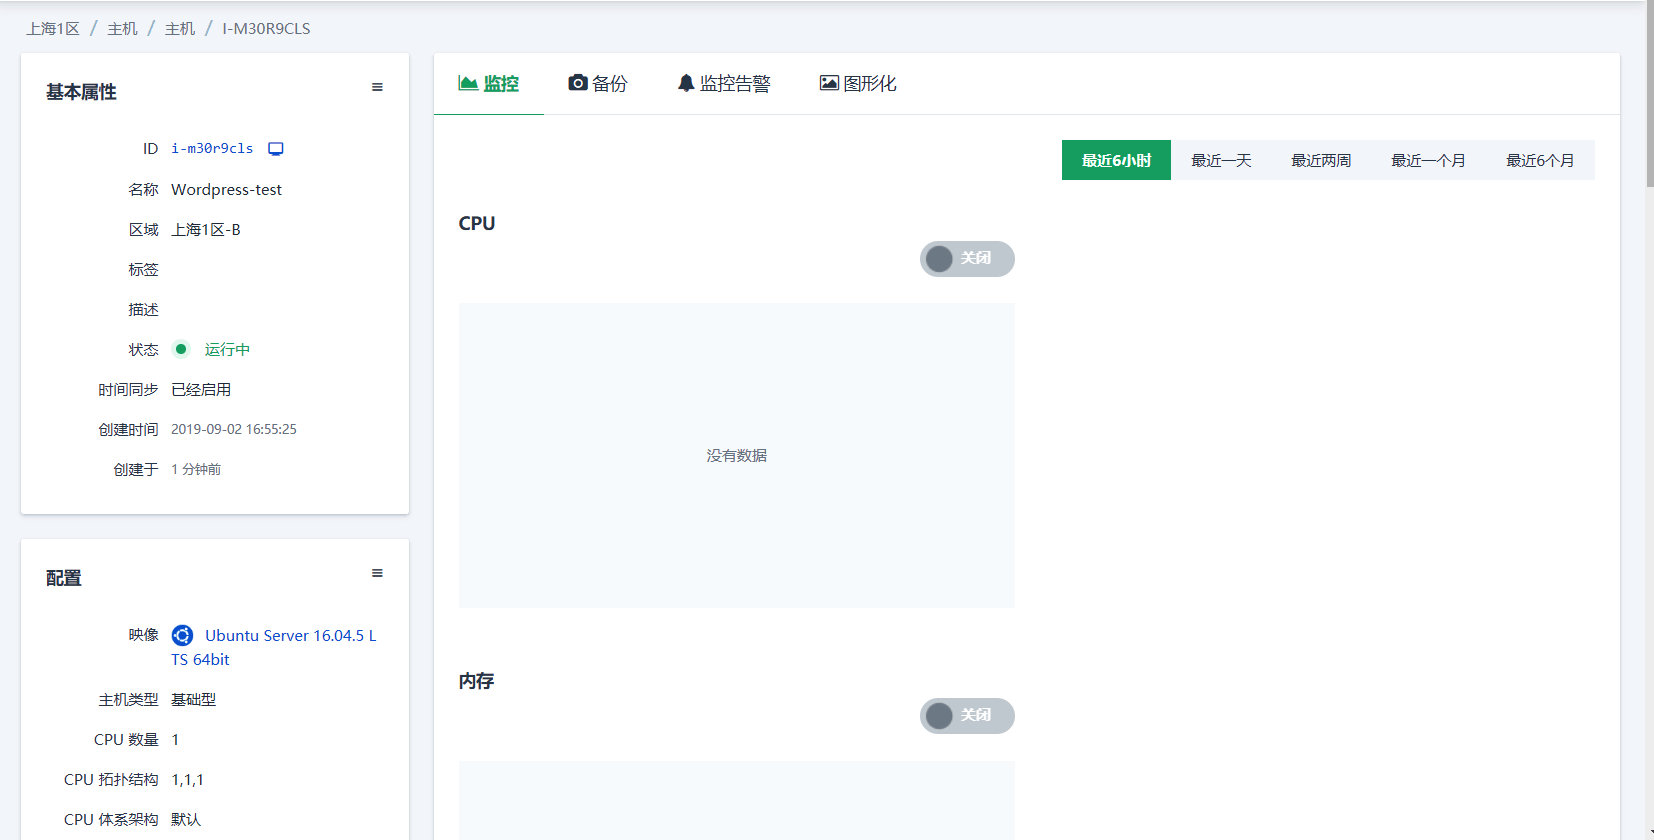 上海1区 / 主机 / 主机 / I-M30R9CLS
基本属性
ID i-m30r9cls
名称 Wordpress-test
区域 上海1区-B
标签
描述
状态 运行中
时间同步 已经启用
创建时间 2019-09-02 16:55:25
创建于 1 分钟前
配置
映像 Ubuntu Server 16.04.5 L
TS 64bit
主机类型 基础型
CPU 数量 1
CPU 拓扑结构 1,1,1
CPU 体系架构 默认
监控 备份 监控告警 图形化
最近6小时 最近一天 最近两周 最近一个月 最近6个月
CPU
关闭
没有数据
内存
关闭